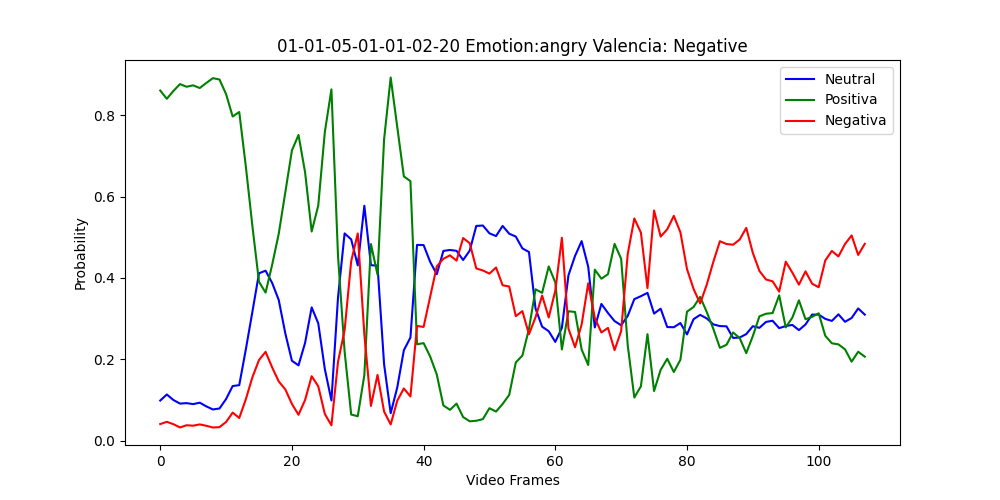 01-01-05-01-01-02-20 Emotion:angry Valencia: Negative
Neutral
Positiva
Negativa
Probability
0.8
0.6
0.4
0.2
0.0
0 20 40 60 80 100
Video Frames